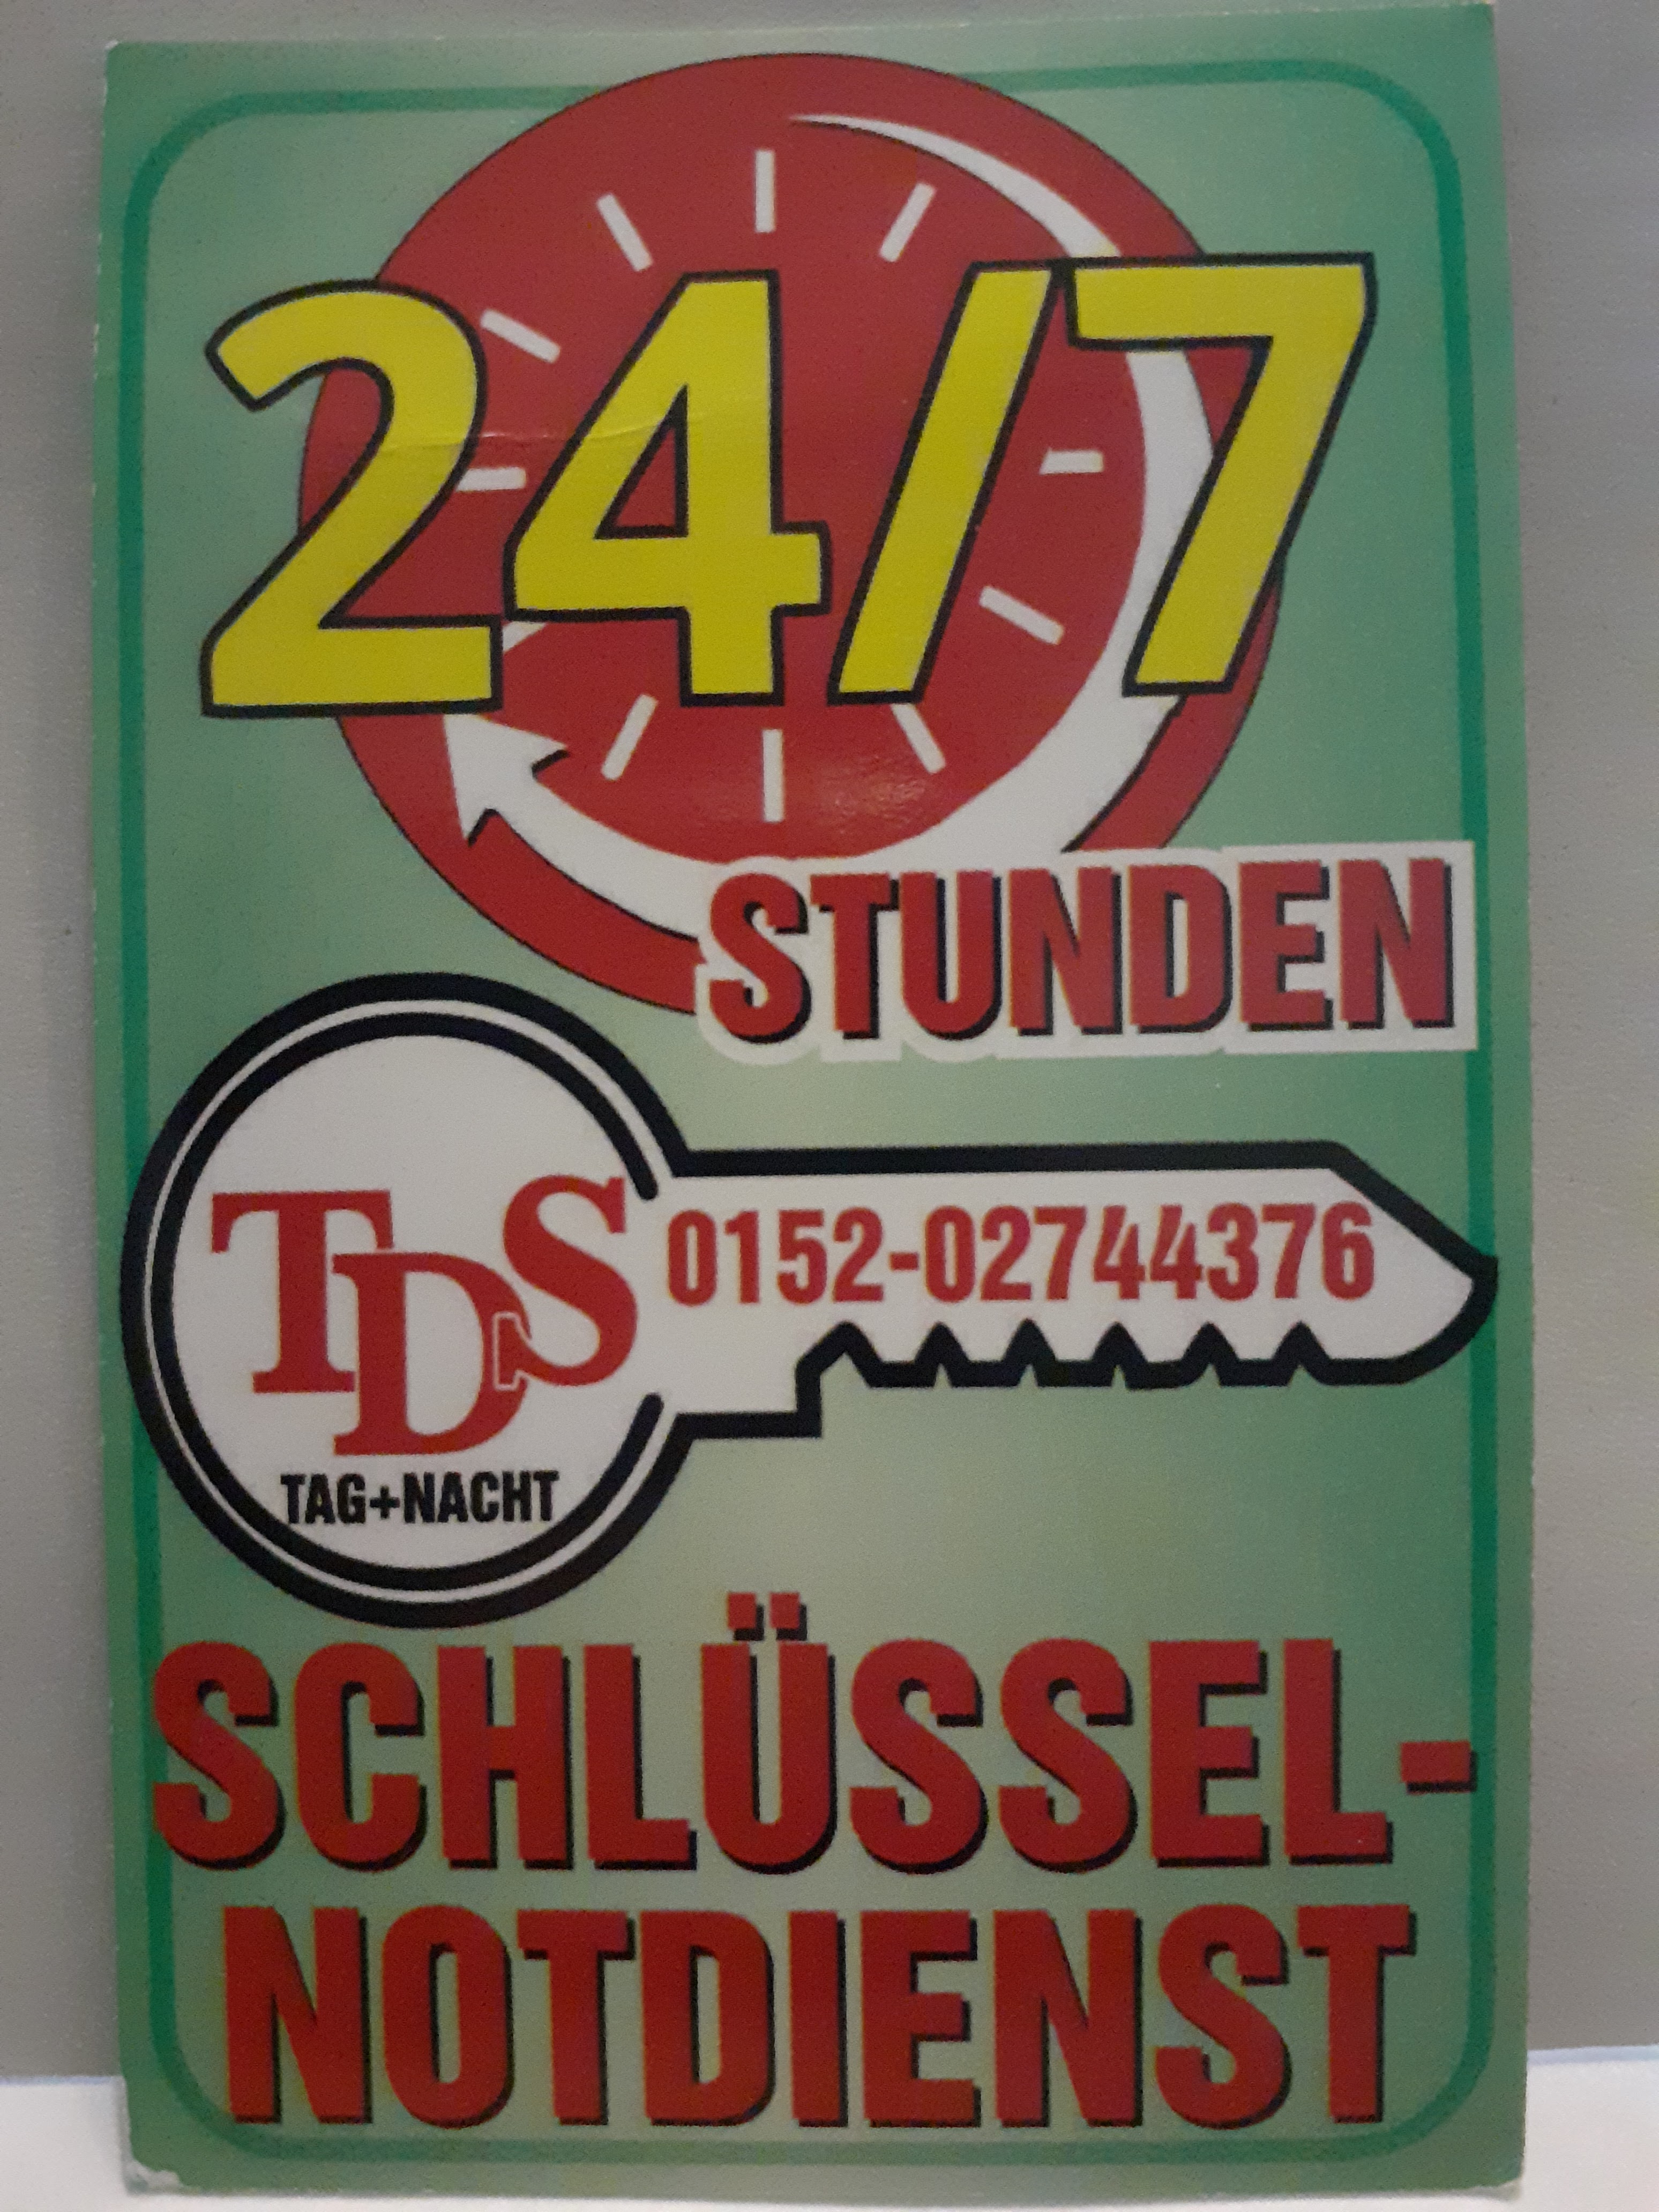 24/7
STUNDEN
TDS
0152-02744376
TAG+NACHT
SCHLÜSSEL-
NOTDIENST